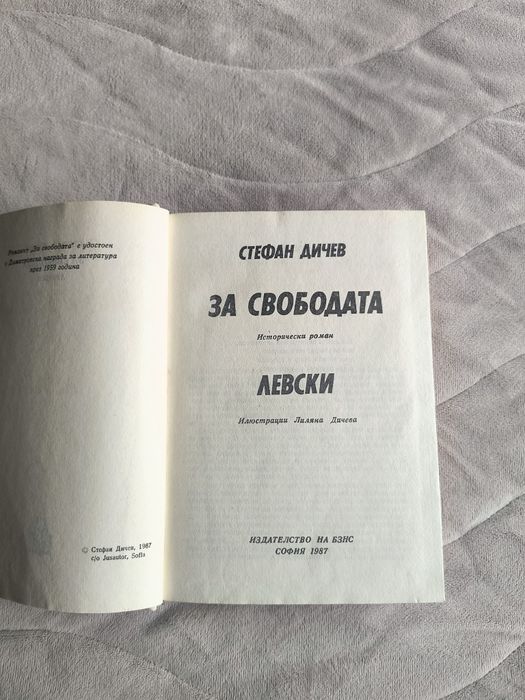 Романът „За свободата“ е удостоен
с Димитровска награда за литература
през 1959 година
© Стефан Дичев, 1987
c/o Jusautor, Sofia
СТЕФАН ДИЧЕВ
ЗА СВОБОДАТА
Исторически роман
ЛЕВСКИ
Илюстрации Лиляна Дичева
ИЗДАТЕЛСТВО НА БЗНС
СОФИЯ 1987